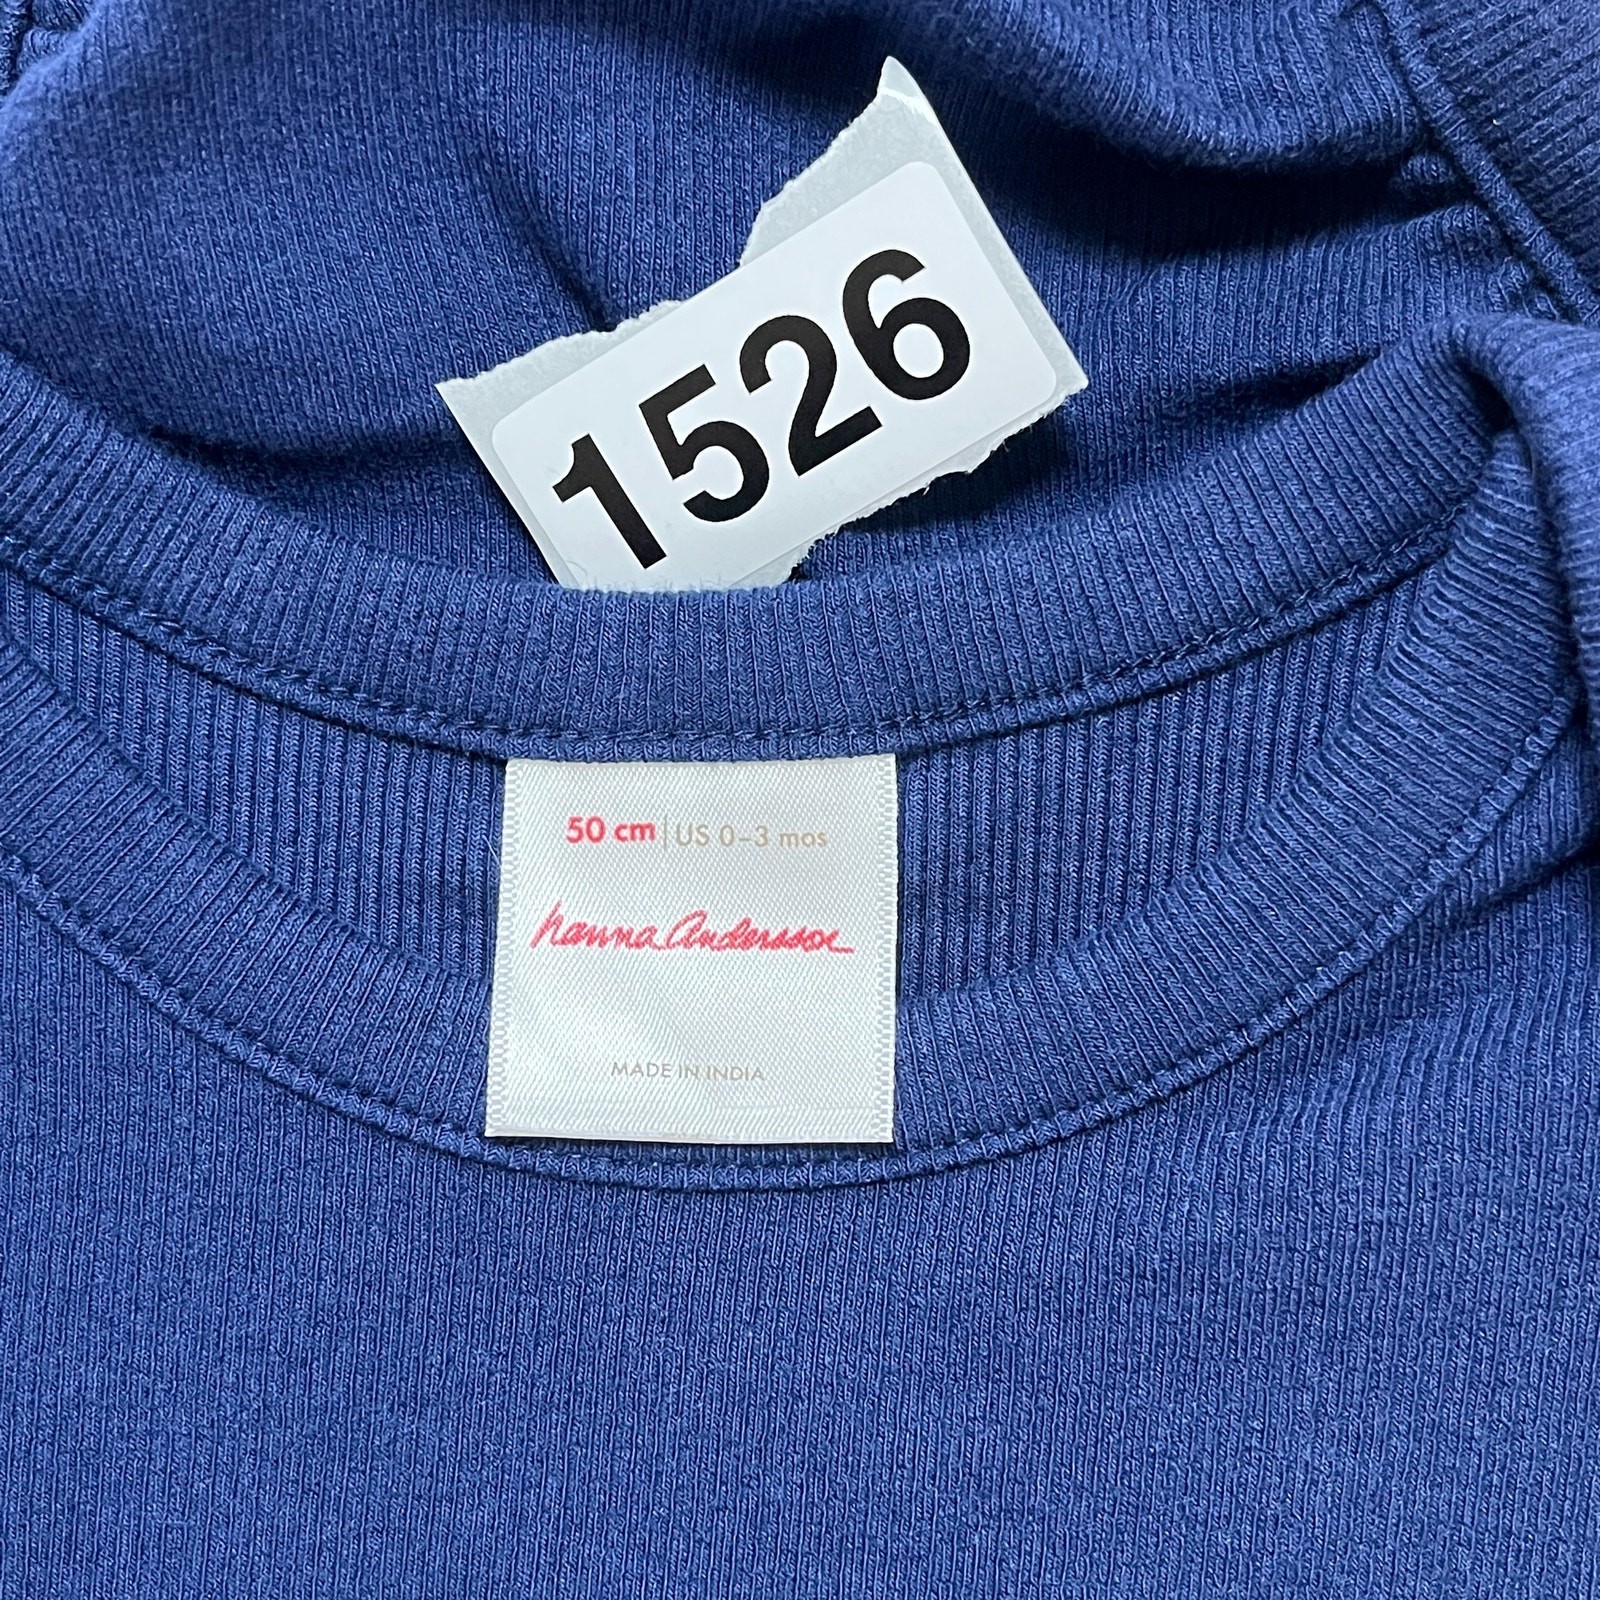 1526
50 cm | US 0-3 mos
hanna Andersson
MADE IN INDIA